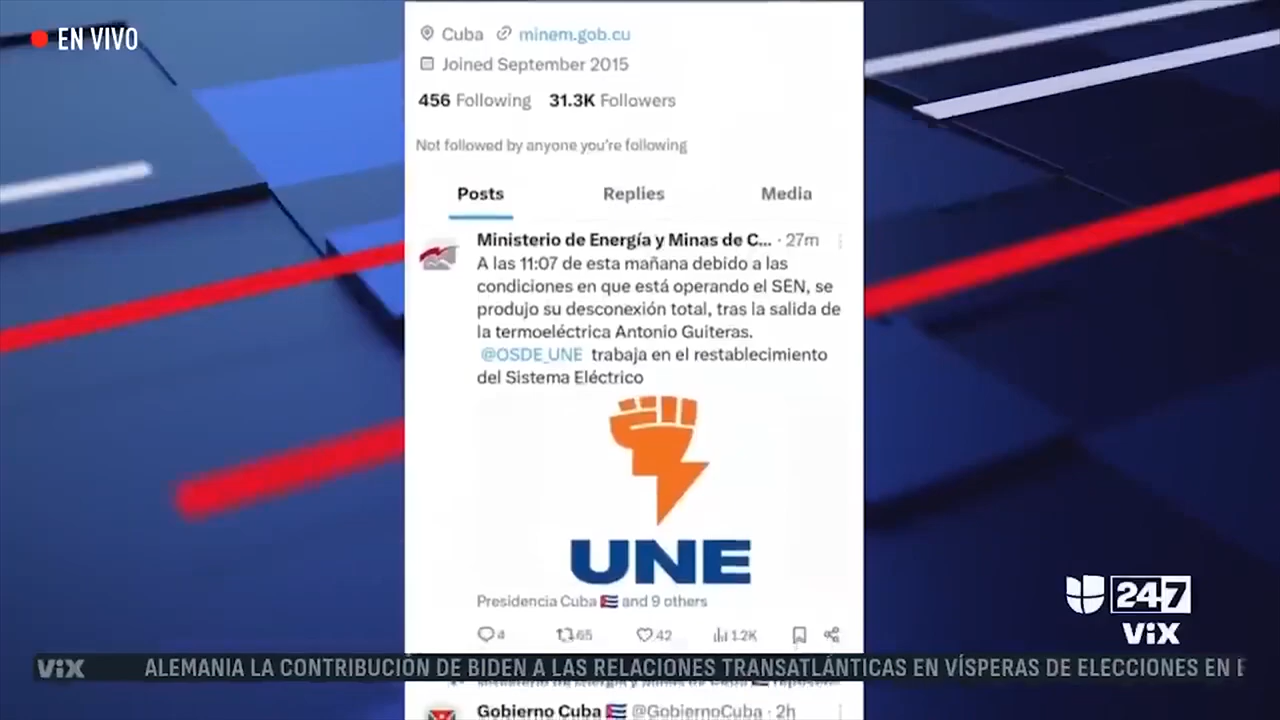 EN VIVO
Cuba minem.gob.cu
Joined September 2015
456 Following 31.3K Followers
Not followed by anyone you're following
Posts Replies Media
Ministerio de Energía y Minas de C... · 27m
A las 11:07 de esta mañana debido a las
condiciones en que está operando el SEN, se
produjo su desconexión total, tras la salida de
la termoeléctrica Antonio Guiteras.
@OSDE_UNE trabaja en el restablecimiento
del Sistema Eléctrico
UNE
Presidencia Cuba 🇨🇺 and 9 others
4 65 42 1.2K
24-7
ViX
ViX ALEMANIA LA CONTRIBUCIÓN DE BIDEN A LAS RELACIONES TRANSATLÁNTICAS EN VÍSPERAS DE ELECCIONES EN E
Gobierno Cuba 🇨🇺 @GobiernoCuba · 2h